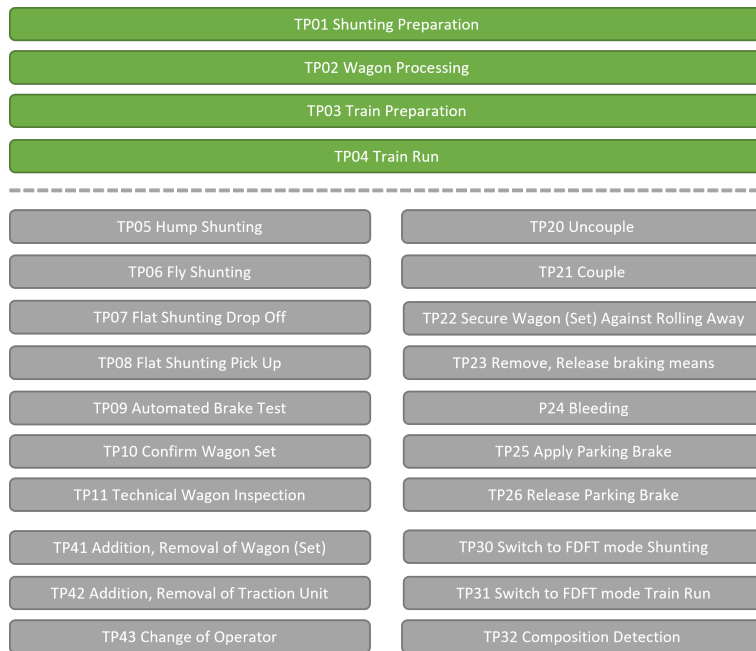 TP01 Shunting Preparation
TP02 Wagon Processing
TP03 Train Preparation
TP04 Train Run
TP05 Hump Shunting
TP20 Uncouple
TP06 Fly Shunting
TP21 Couple
TP07 Flat Shunting Drop Off
TP22 Secure Wagon (Set) Against Rolling Away
TP08 Flat Shunting Pick Up
TP23 Remove, Release braking means
TP09 Automated Brake Test
P24 Bleeding
TP10 Confirm Wagon Set
TP25 Apply Parking Brake
TP11 Technical Wagon Inspection
TP26 Release Parking Brake
TP41 Addition, Removal of Wagon (Set)
TP30 Switch to FDFT mode Shunting
TP42 Addition, Removal of Traction Unit
TP31 Switch to FDFT mode Train Run
TP43 Change of Operator
TP32 Composition Detection